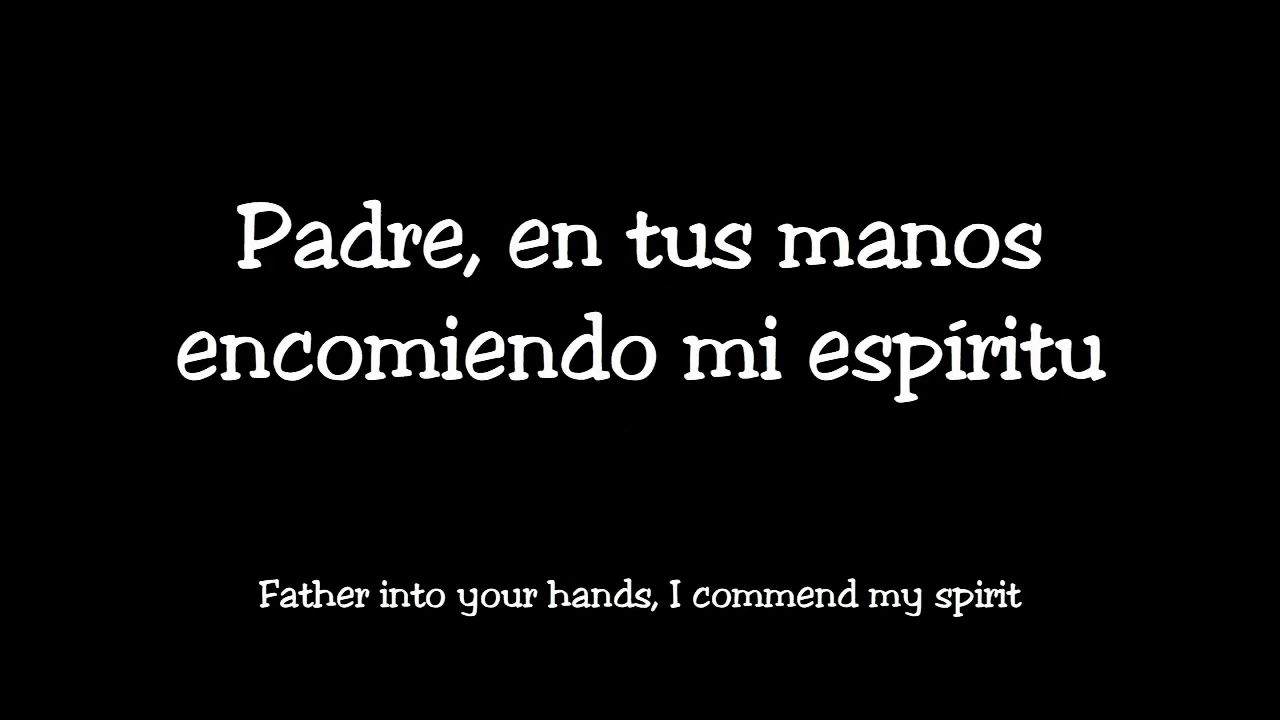 Padre, en tus manos
encomiendo mi espíritu
Father into your hands, I commend my spirit